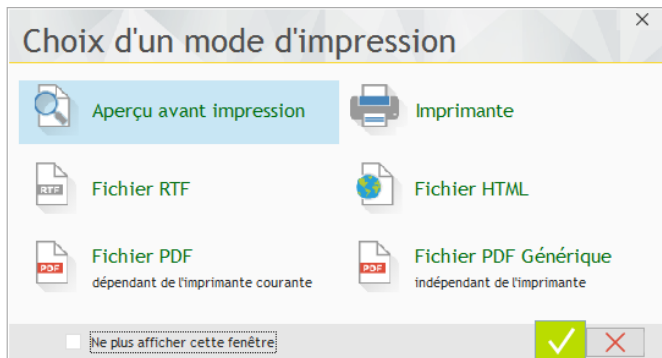 Choix d'un mode d'impression
Aperçu avant impression
Imprimante
RTF
Fichier RTF
Fichier HTML
PDF
Fichier PDF
dépendant de l'imprimante courante
PDF
Fichier PDF Générique
indépendant de l'imprimante
Ne plus afficher cette fenêtre